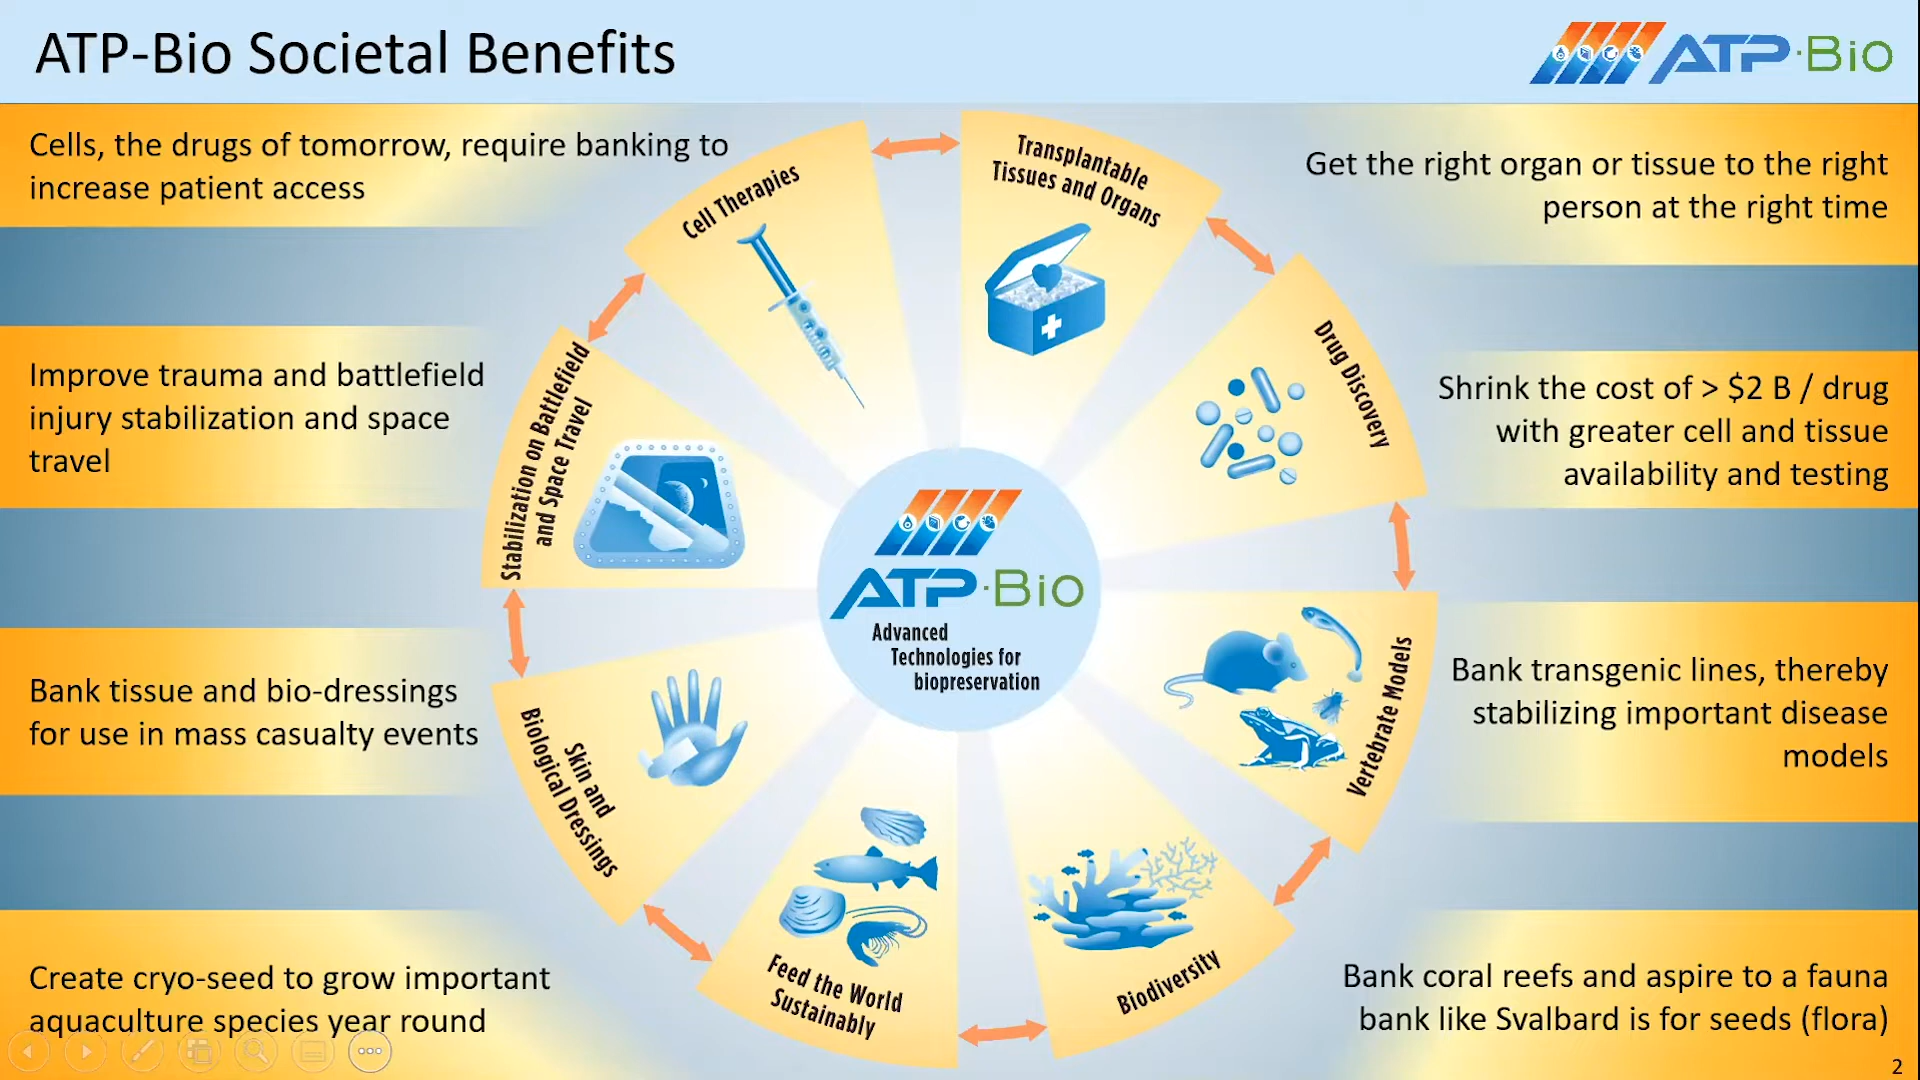 ATP-Bio Societal Benefits
ATP·Bio
Cells, the drugs of tomorrow, require banking to
increase patient access
Cell Therapies
Transplantable
Tissues and Organs
Get the right organ or tissue to the right
person at the right time
Improve trauma and battlefield
injury stabilization and space
travel
Stabilization on Battlefield
and Space Travel
Drug Discovery
Shrink the cost of > $2 B / drug
with greater cell and tissue
availability and testing
ATP·Bio
Advanced
Technologies for
biopreservation
Bank tissue and bio-dressings
for use in mass casualty events
Skin and
Biological Dressings
Vertebrate Models
Bank transgenic lines, thereby
stabilizing important disease
models
Create cryo-seed to grow important
aquaculture species year round
Feed the World
Sustainably
Biodiversity
Bank coral reefs and aspire to a fauna
bank like Svalbard is for seeds (flora)
2